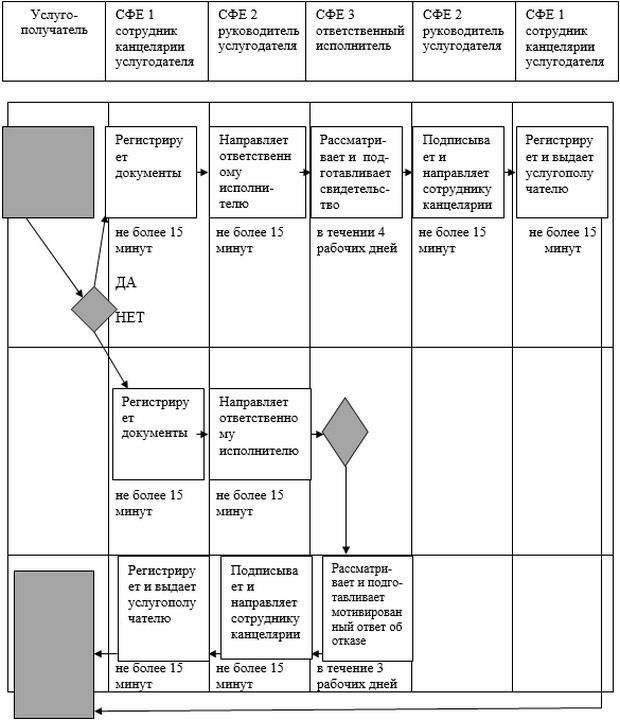 Услуго-
получатель
СФЕ 1
сотрудник
канцелярии
услугодателя
СФЕ 2
руководитель
услугодателя
СФЕ 3
ответственный
исполнитель
СФЕ 2
руководитель
услугодателя
СФЕ 1
сотрудник
канцелярии
услугодателя
Регистриру
ет
документы
Направляет
ответственн
ому
исполни-
телю
Рассматри-
вает и под-
готавливает
свидетельс-
тво
Подписыва
ет и
направляет
сотруднику
канцелярии
Регистриру
ет и выдает
услугополу
чателю
не более 15
минут
не более 15
минут
в течении 4
рабочих дней
не более 15
минут
не более 15
минут
ДА
НЕТ
Регистриру
ет
документы
Направляет
ответственно
му
исполнителю
не более 15
минут
не более 15
минут
Регистриру
ет и выдает
услугополу
чателю
Подписыва
ет и
направляет
сотруднику
канцелярии
Рассматри-
вает и подго-
тавливает
мотивирован
ный ответ об
отказе
не более 15
минут
не более 15
минут
в течение 3
рабочих дней